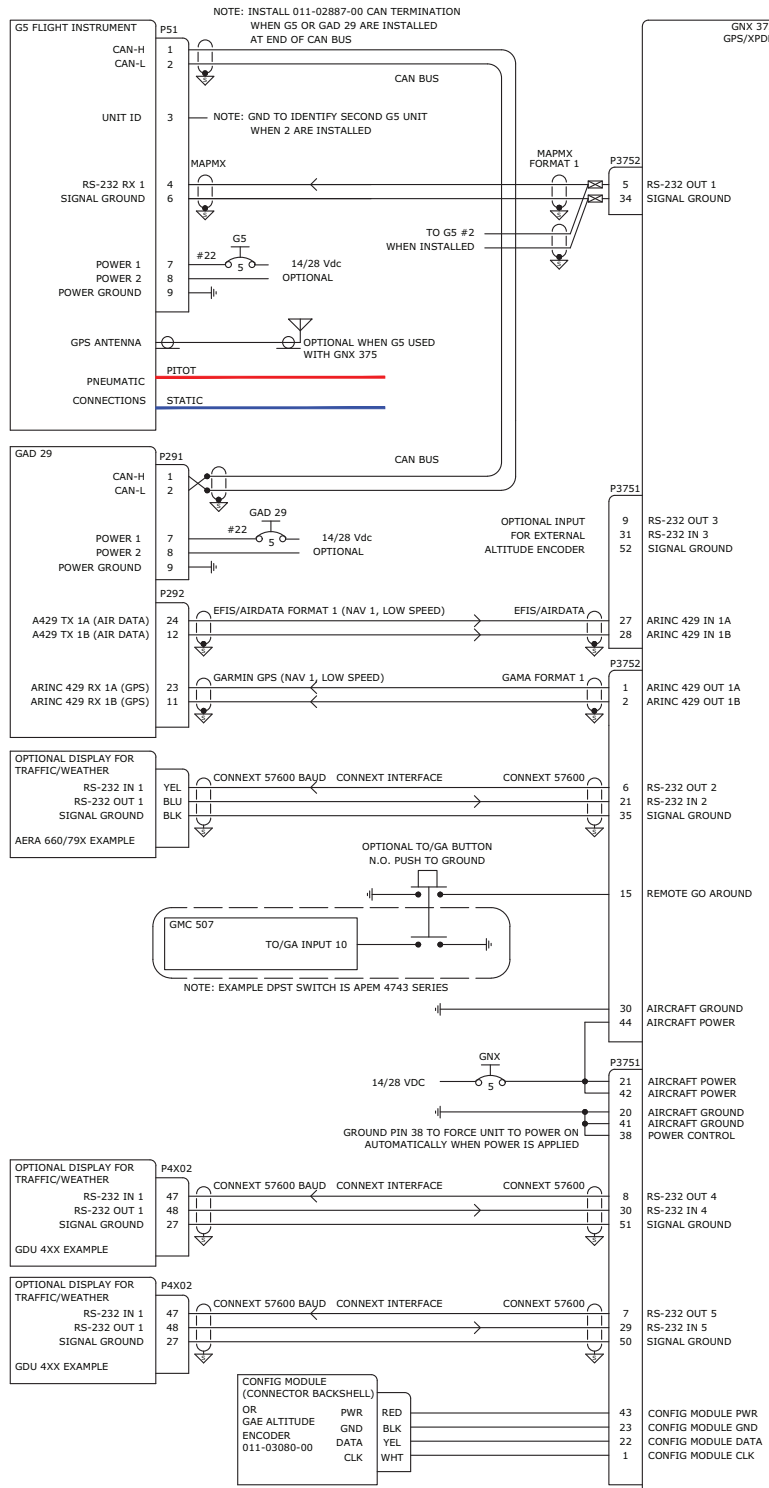 NOTE: INSTALL 011-02887-00 CAN TERMINATION
WHEN G5 OR GAD 29 ARE INSTALLED
AT END OF CAN BUS
G5 FLIGHT INSTRUMENT
P51
GNX 37
GPS/XPD
CAN-H 1
CAN-L 2
CAN BUS
UNIT ID 3 NOTE: GND TO IDENTIFY SECOND G5 UNIT
WHEN 2 ARE INSTALLED
MAPMX
MAPMX
FORMAT 1
P3752
RS-232 RX 1 4 5 RS-232 OUT 1
SIGNAL GROUND 6 34 SIGNAL GROUND
TO G5 #2
WHEN INSTALLED
G5
#22
POWER 1 7 5 14/28 Vdc
POWER 2 8 OPTIONAL
POWER GROUND 9
GPS ANTENNA
OPTIONAL WHEN G5 USED
WITH GNX 375
PNEUMATIC
CONNECTIONS
PITOT
STATIC
GAD 29
P291
CAN BUS
CAN-H 1
CAN-L 2
GAD 29
#22
POWER 1 7 5 14/28 Vdc
POWER 2 8 OPTIONAL
POWER GROUND 9
P3751
OPTIONAL INPUT
FOR EXTERNAL
ALTITUDE ENCODER
9 RS-232 OUT 3
31 RS-232 IN 3
52 SIGNAL GROUND
P292
EFIS/AIRDATA FORMAT 1 (NAV 1, LOW SPEED) EFIS/AIRDATA
A429 TX 1A (AIR DATA) 24 27 ARINC 429 IN 1A
A429 TX 1B (AIR DATA) 12 28 ARINC 429 IN 1B
P3752
GARMIN GPS (NAV 1, LOW SPEED) GAMA FORMAT 1
ARINC 429 RX 1A (GPS) 23 1 ARINC 429 OUT 1A
ARINC 429 RX 1B (GPS) 11 2 ARINC 429 OUT 1B
OPTIONAL DISPLAY FOR
TRAFFIC/WEATHER
CONNEXT 57600 BAUD CONNEXT INTERFACE CONNEXT 57600
RS-232 IN 1 YEL 6 RS-232 OUT 2
RS-232 OUT 1 BLU 21 RS-232 IN 2
SIGNAL GROUND BLK 35 SIGNAL GROUND
AERA 660/79X EXAMPLE
OPTIONAL TO/GA BUTTON
N.O. PUSH TO GROUND
15 REMOTE GO AROUND
GMC 507
TO/GA INPUT 10
NOTE: EXAMPLE DPST SWITCH IS APEM 4743 SERIES
30 AIRCRAFT GROUND
44 AIRCRAFT POWER
P3751
GNX
14/28 VDC 5 21 AIRCRAFT POWER
42 AIRCRAFT POWER
20 AIRCRAFT GROUND
41 AIRCRAFT GROUND
38 POWER CONTROL
GROUND PIN 38 TO FORCE UNIT TO POWER ON
AUTOMATICALLY WHEN POWER IS APPLIED
OPTIONAL DISPLAY FOR
TRAFFIC/WEATHER
P4X02
CONNEXT 57600 BAUD CONNEXT INTERFACE CONNEXT 57600
RS-232 IN 1 47 8 RS-232 OUT 4
RS-232 OUT 1 48 30 RS-232 IN 4
SIGNAL GROUND 27 51 SIGNAL GROUND
GDU 4XX EXAMPLE
OPTIONAL DISPLAY FOR
TRAFFIC/WEATHER
P4X02
CONNEXT 57600 BAUD CONNEXT INTERFACE CONNEXT 57600
RS-232 IN 1 47 7 RS-232 OUT 5
RS-232 OUT 1 48 29 RS-232 IN 5
SIGNAL GROUND 27 50 SIGNAL GROUND
GDU 4XX EXAMPLE
CONFIG MODULE
(CONNECTOR BACKSHELL)
OR
GAE ALTITUDE
ENCODER
011-03080-00
PWR RED 43 CONFIG MODULE PWR
GND BLK 23 CONFIG MODULE GND
DATA YEL 22 CONFIG MODULE DATA
CLK WHT 1 CONFIG MODULE CLK